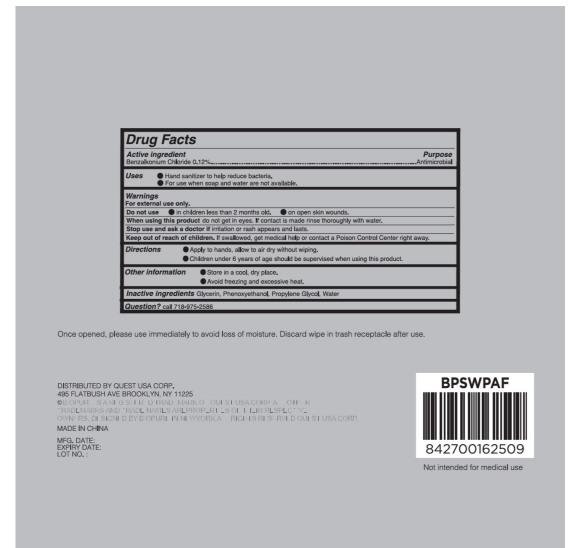 Drug Facts
Active ingredient Purpose
Benzalkonium Chloride 0.12%...Antimicrobial
Uses ● Hand sanitizer to help reduce bacteria.
● For use when soap and water are not available.
Warnings
For external use only.
Do not use ● in children less than 2 months old. ● on open skin wounds.
When using this product do not get in eyes. If contact is made rinse thoroughly with water.
Stop use and ask a doctor if irritation or rash appears and lasts.
Keep out of reach of children. If swallowed, get medical help or contact a Poison Control Center right away.
Directions ● Apply to hands, allow to air dry without wiping.
● Children under 6 years of age should be supervised when using this product.
Other information ● Store in a cool, dry place.
● Avoid freezing and excessive heat.
Inactive ingredients Glycerin, Phenoxyethanol, Propylene Glycol, Water
Question? call 718-975-2586
Once opened, please use immediately to avoid loss of moisture. Discard wipe in trash receptacle after use.
DISTRIBUTED BY QUEST USA CORP.
495 FLATBUSH AVE BROOKLYN, NY 11225
MADE IN CHINA
MFG. DATE:
EXPIRY DATE:
LOT NO. :
BPSWPAF
842700162509
Not intended for medical use